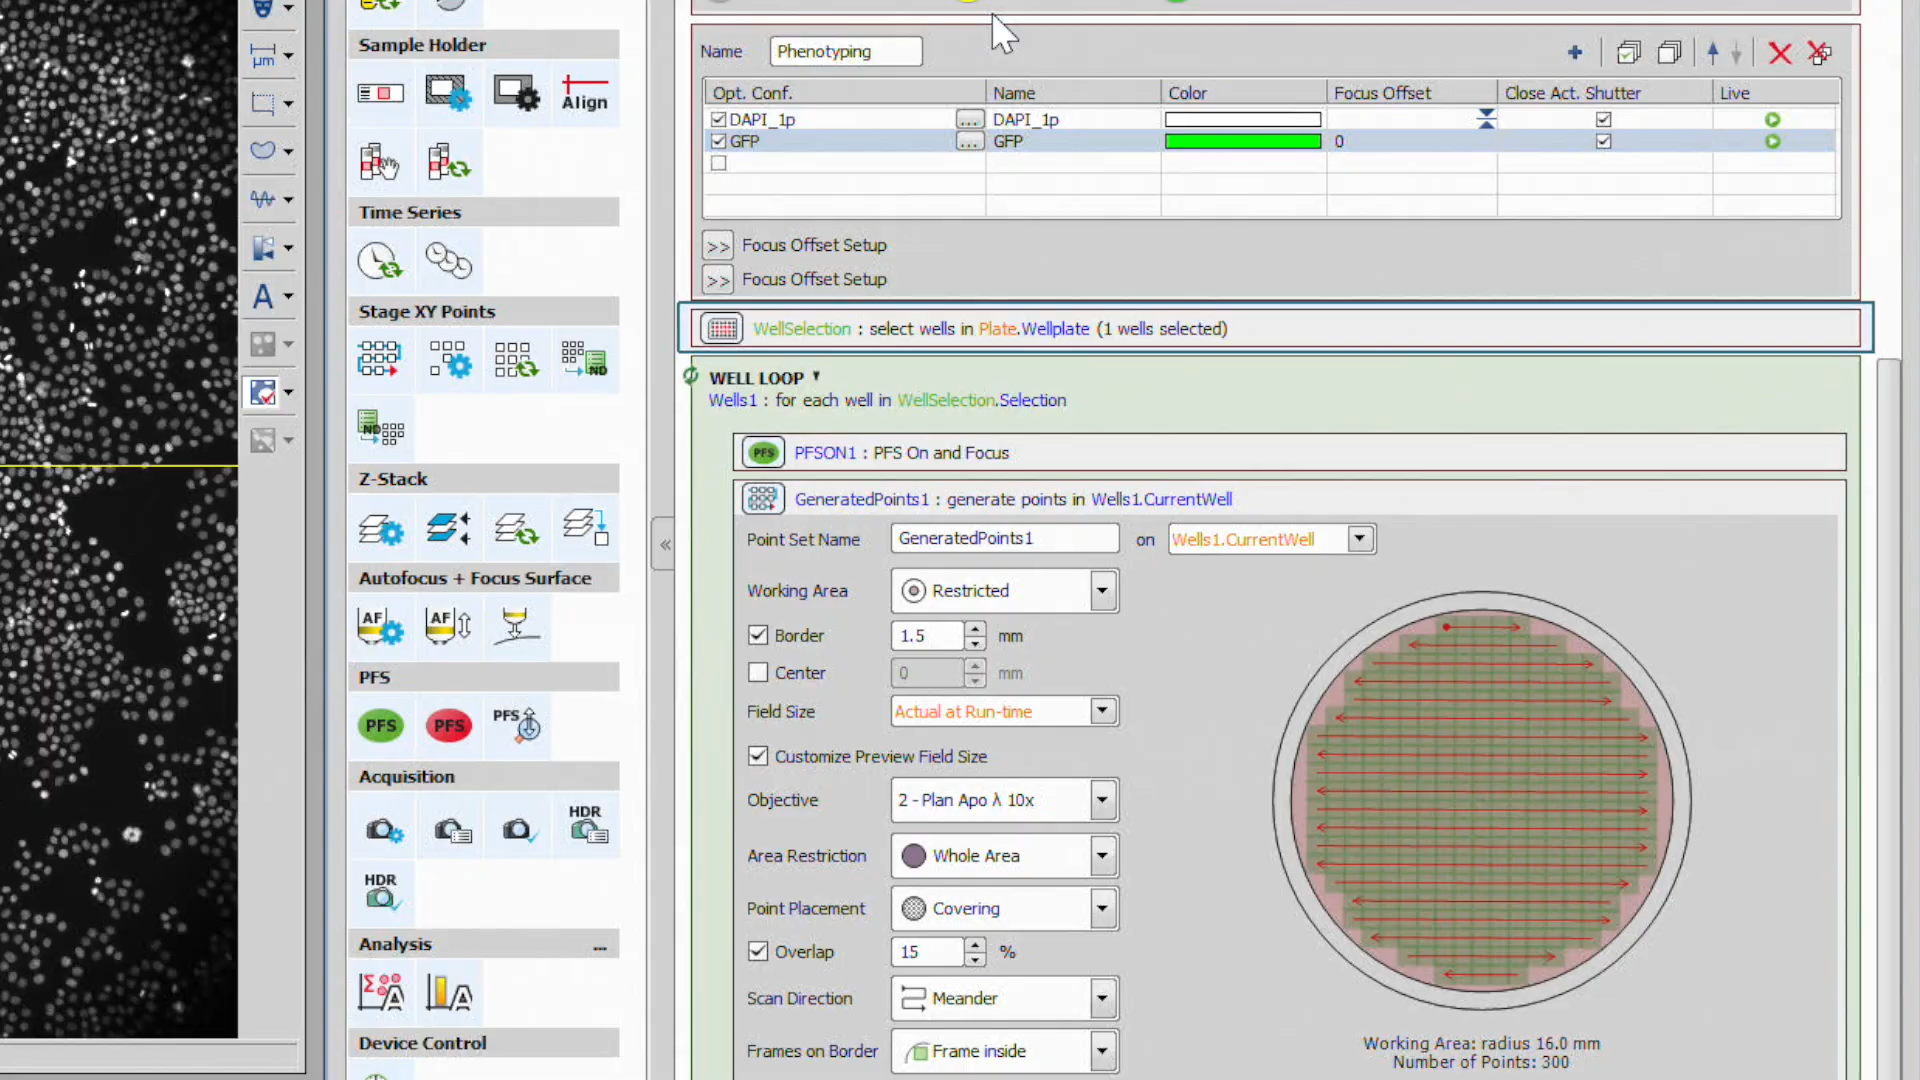 Sample Holder
Align
Time Series
Stage XY Points
ND
ND
Z-Stack
Autofocus + Focus Surface
AF
AF
PFS
PFS
PFS
PFS
Acquisition
HDR
HDR
Analysis
...
Σ A
A
Device Control
μm
A
«
Name Phenotyping
Opt. Conf. Name Color Focus Offset Close Act. Shutter Live
DAPI_1p ... DAPI_1p
GFP ... GFP 0
>> Focus Offset Setup
>> Focus Offset Setup
WellSelection : select wells in Plate.Wellplate (1 wells selected)
WELL LOOP
Wells1 : for each well in WellSelection.Selection
PFS PFSON1 : PFS On and Focus
GeneratedPoints1 : generate points in Wells1.CurrentWell
Point Set Name GeneratedPoints1 on Wells1.CurrentWell
Working Area Restricted
Border 1.5 mm
Center 0 mm
Field Size Actual at Run-time
Customize Preview Field Size
Objective 2 - Plan Apo λ 10x
Area Restriction Whole Area
Point Placement Covering
Overlap 15 %
Scan Direction Meander
Frames on Border Frame inside
Working Area: radius 16.0 mm
Number of Points: 300